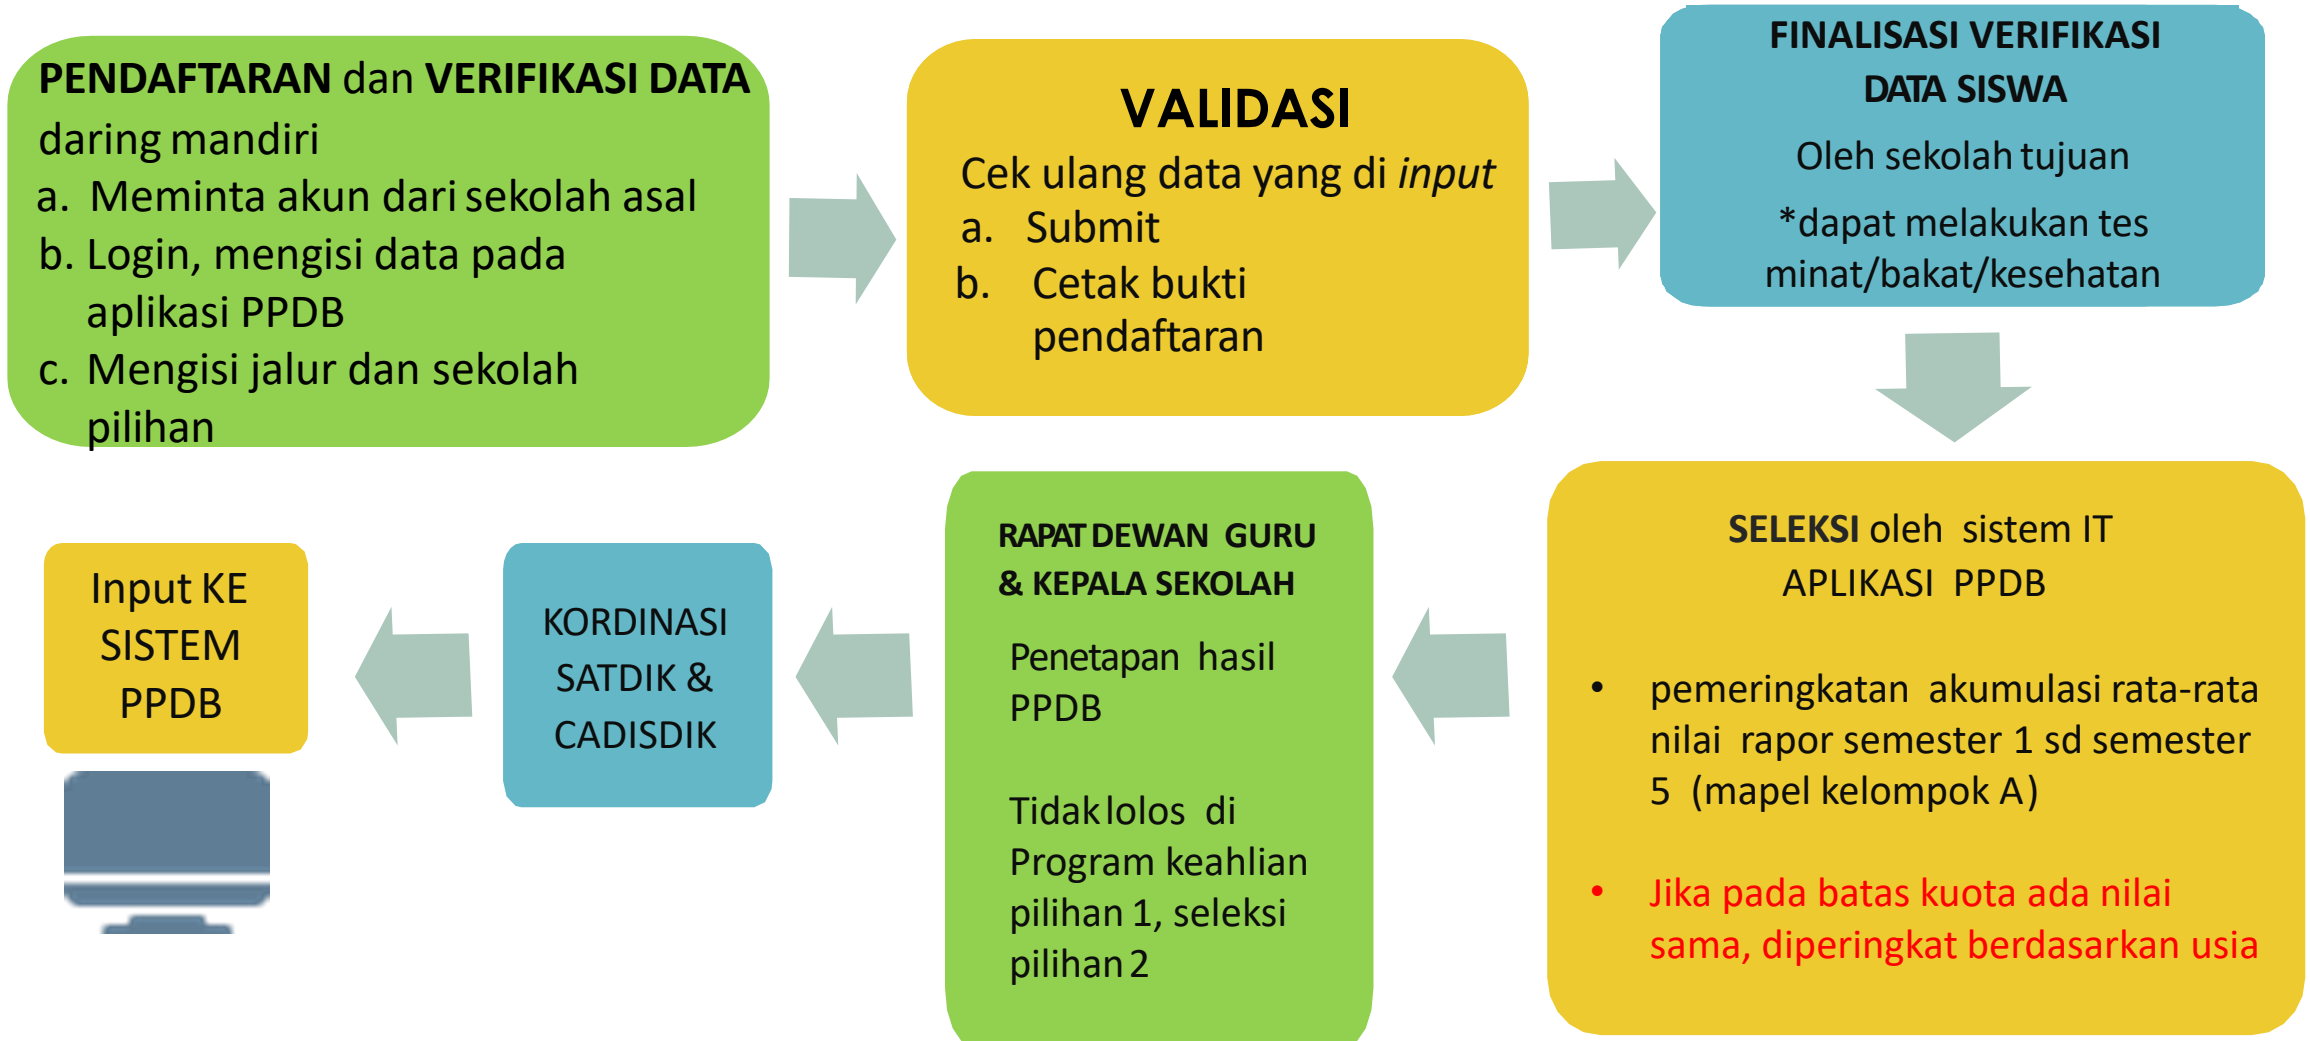 PENDAFTARAN dan VERIFIKASI DATA
daring mandiri
a. Meminta akun dari sekolah asal
b. Login, mengisi data pada
aplikasi PPDB
c. Mengisi jalur dan sekolah
pilihan
VALIDASI
Cek ulang data yang di input
a. Submit
b. Cetak bukti
pendaftaran
FINALISASI VERIFIKASI
DATA SISWA
Oleh sekolah tujuan
*dapat melakukan tes
minat/bakat/kesehatan
SELEKSI oleh sistem IT
APLIKASI PPDB
• pemeringkatan akumulasi rata-rata
nilai rapor semester 1 sd semester
5 (mapel kelompok A)
• Jika pada batas kuota ada nilai
sama, diperingkat berdasarkan usia
RAPAT DEWAN GURU
& KEPALA SEKOLAH
Penetapan hasil
PPDB
Tidak lolos di
Program keahlian
pilihan 1, seleksi
pilihan 2
KORDINASI
SATDIK &
CADISDIK
Input KE
SISTEM
PPDB